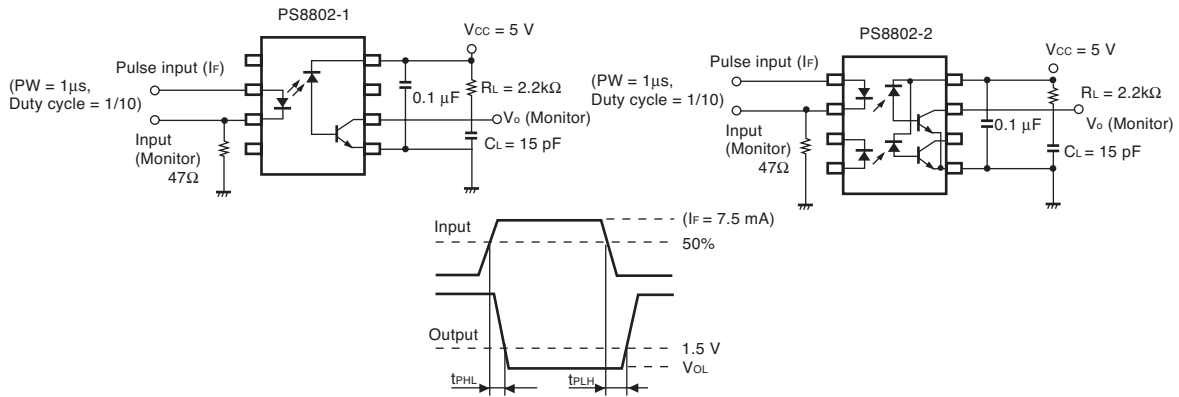 PS8802-1
VCC = 5 V
Pulse input (IF)
(PW = 1μs,
Duty cycle = 1/10)
RL = 2.2kΩ
0.1 μF
Vo (Monitor)
Input
(Monitor)
47Ω
CL = 15 pF
PS8802-2
VCC = 5 V
Pulse input (IF)
(PW = 1μs,
Duty cycle = 1/10)
RL = 2.2kΩ
0.1 μF
Vo (Monitor)
Input
(Monitor)
47Ω
CL = 15 pF
(IF = 7.5 mA)
Input
50%
Output
1.5 V
VOL
tPHL
tPLH